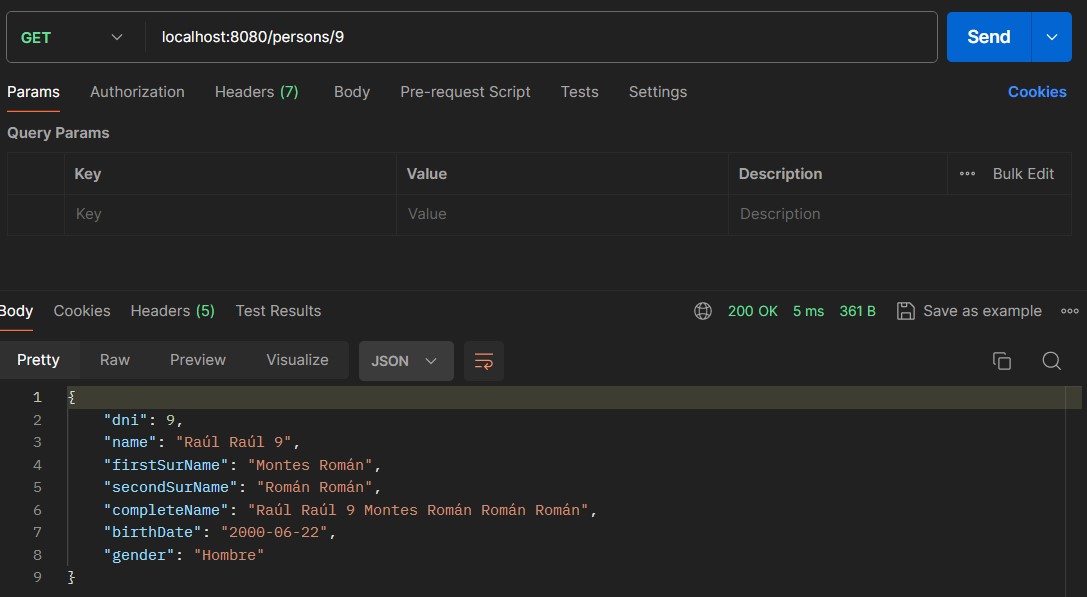 GET localhost:8080/persons/9 Send
Params Authorization Headers (7) Body Pre-request Script Tests Settings Cookies
Query Params
Key Value Description Bulk Edit
Key Value Description
Body Cookies Headers (5) Test Results 200 OK 5 ms 361 B Save as example
Pretty Raw Preview Visualize JSON
1 {
2 "dni": 9,
3 "name": "Raúl Raúl 9",
4 "firstSurName": "Montes Román",
5 "secondSurName": "Román Román",
6 "completeName": "Raúl Raúl 9 Montes Román Román Román",
7 "birthDate": "2000-06-22",
8 "gender": "Hombre"
9 }